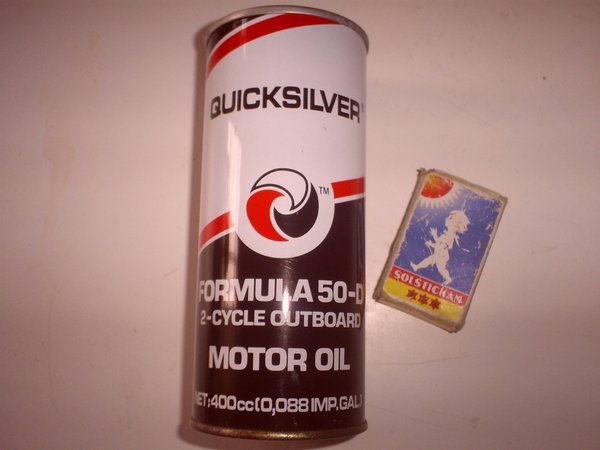 QUICKSILVER
TM
FORMULA 50-D
2-CYCLE OUTBOARD
MOTOR OIL
NET;400cc(0,088 IMP.GAL.)
SOLSTICKAN